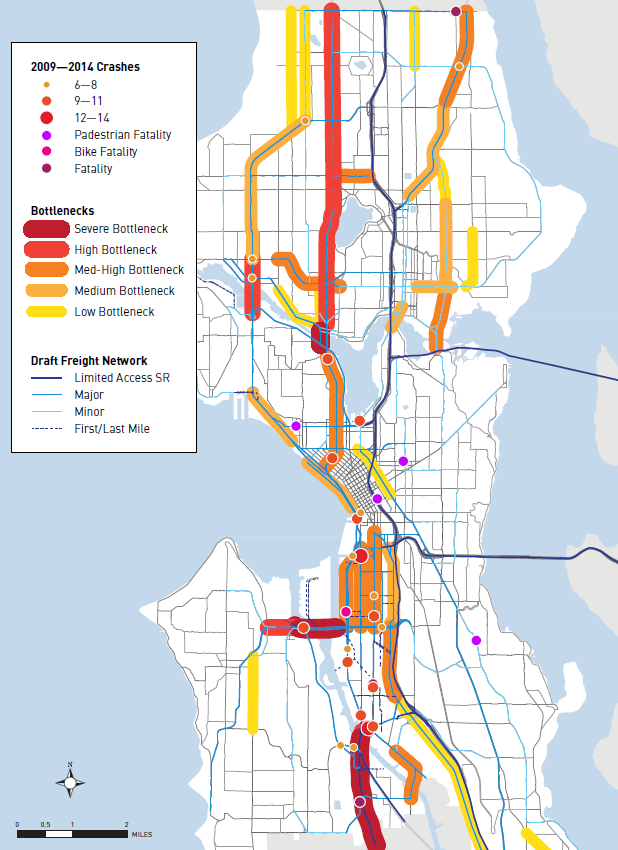 2009—2014 Crashes
6—8
9—11
12—14
Padestrian Fatality
Bike Fatality
Fatality
Bottlenecks
Severe Bottleneck
High Bottleneck
Med-High Bottleneck
Medium Bottleneck
Low Bottleneck
Draft Freight Network
Limited Access SR
Major
Minor
First/Last Mile
N
0 0.5 1 2
MILES